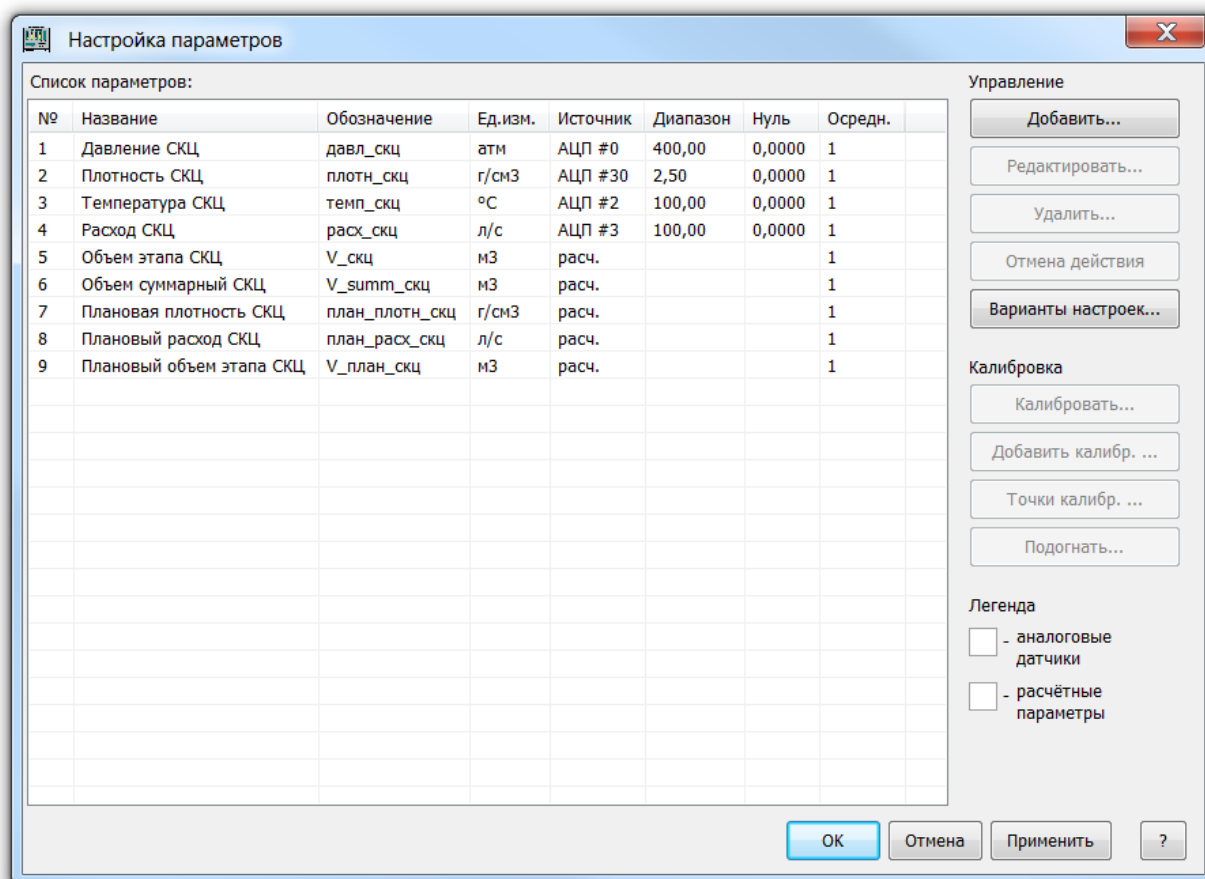 Настройка параметров
Список параметров:
№ Название Обозначение Ед.изм. Источник Диапазон Нуль Осредн.
1 Давление СКЦ давл_скц атм АЦП #0 400,00 0,0000 1
2 Плотность СКЦ плотн_скц г/см3 АЦП #30 2,50 0,0000 1
3 Температура СКЦ темп_скц ºС АЦП #2 100,00 0,0000 1
4 Расход СКЦ расх_скц л/с АЦП #3 100,00 0,0000 1
5 Объем этапа СКЦ V_скц м3 расч. 1
6 Объем суммарный СКЦ V_summ_скц м3 расч. 1
7 Плановая плотность СКЦ план_плотн_скц г/см3 расч. 1
8 Плановый расход СКЦ план_расх_скц л/с расч. 1
9 Плановый объем этапа СКЦ V_план_скц м3 расч. 1
Управление
Добавить...
Редактировать...
Удалить...
Отмена действия
Варианты настроек...
Калибровка
Калибровать...
Добавить калибр. ...
Точки калибр. ...
Подогнать...
Легенда
- аналоговые
датчики
- расчётные
параметры
ОК Отмена Применить ?